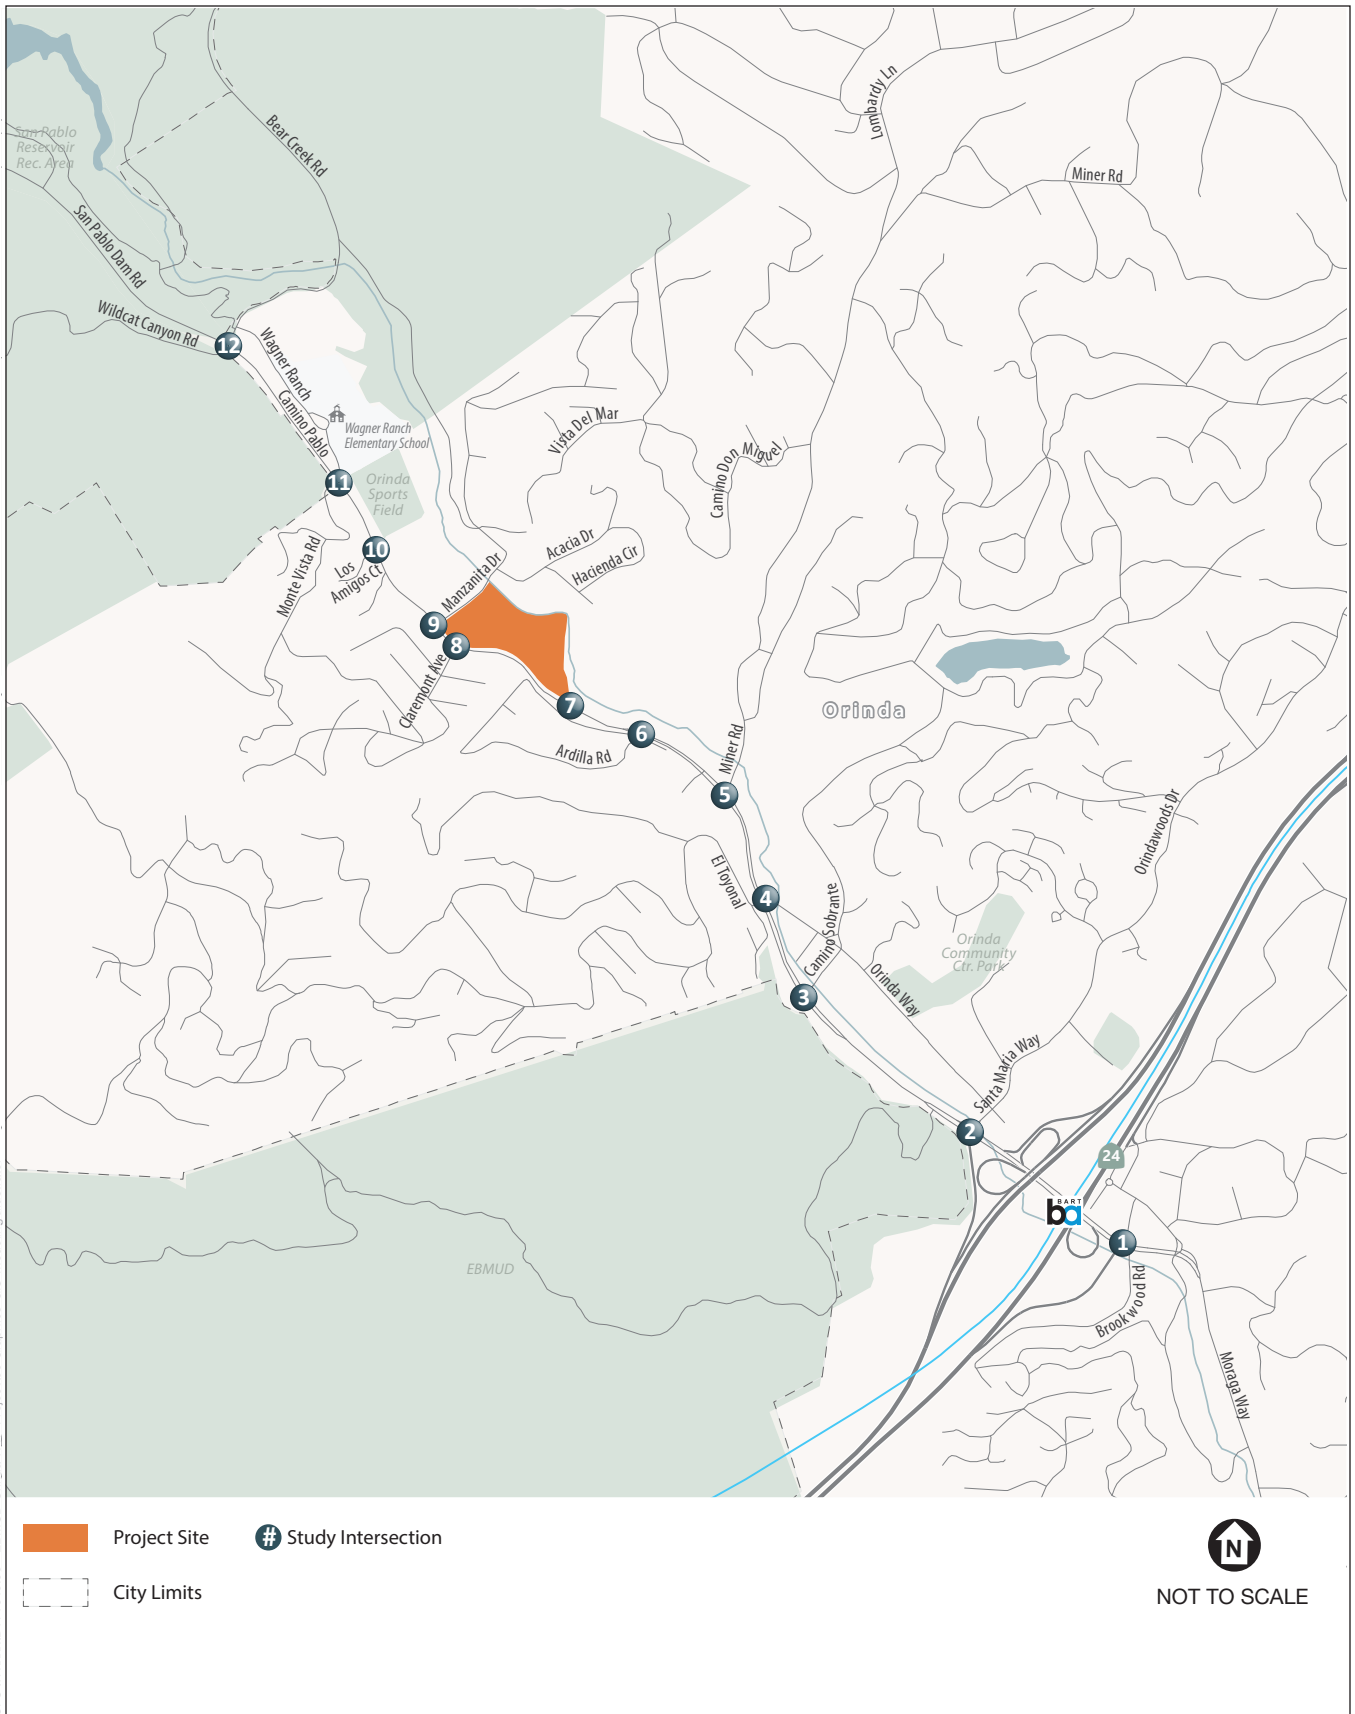 Lombardy Ln
Bear Creek Rd
San Pablo
Reservoir
Rec. Area
Miner Rd
San Pablo Dam Rd
Wildcat Canyon Rd
12
Wagner Ranch
Camino Pablo
Wagner Ranch
Elementary School
Vista Del Mar
Camino Don Miguel
11
Orinda
Sports
Field
10
Monte Vista Rd
Los
Amigos Ct
Acacia Dr
Hacienda Cir
Manzanita Dr
9
8
Claremont Ave
7
Orinda
6
Ardilla Rd
Miner Rd
5
Orindawoods Dr
El Toyonal
4
Camino Sobrante
Orinda
Community
Ctr. Park
Orinda Way
3
Santa Maria Way
2
24
BART
ba
1
EBMUD
Brookwood Rd
Moraga Way
Project Site
# Study Intersection
City Limits
N
NOT TO SCALE